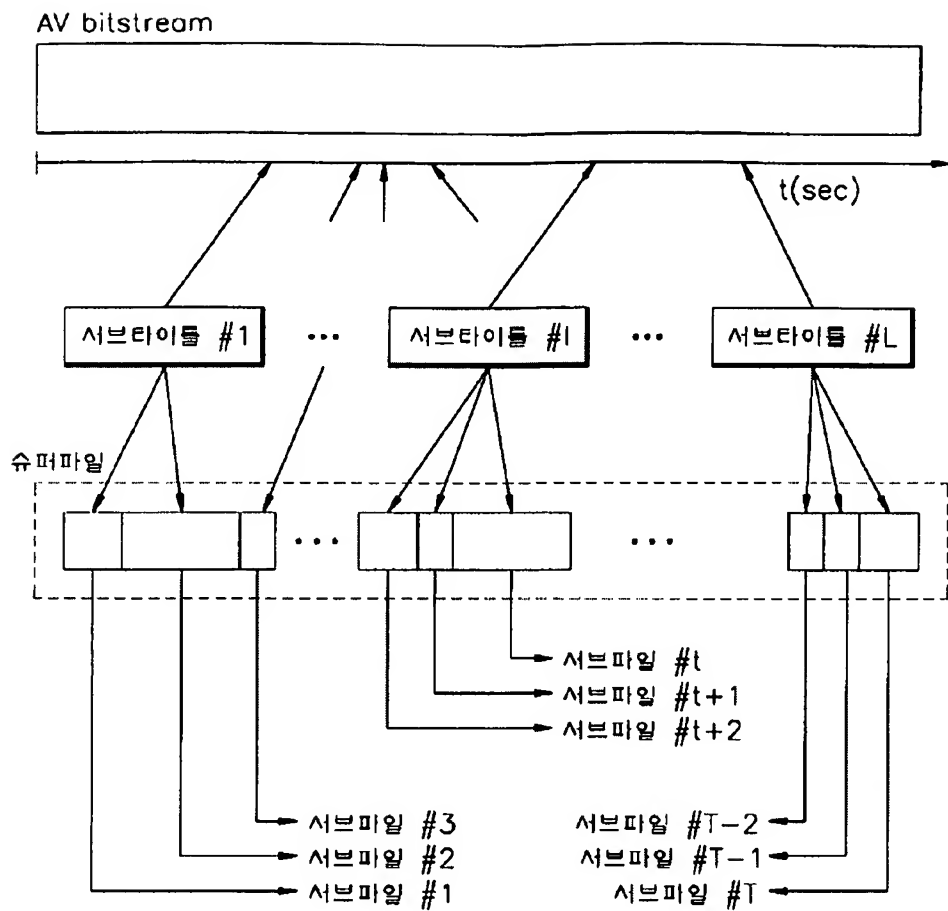 AV bitstream
t(sec)
서브타이틀 #1 ... 서브타이틀 #l ... 서브타이틀 #L
슈퍼파일
... ...
서브파일 #t
서브파일 #t+1
서브파일 #t+2
서브파일 #3
서브파일 #2
서브파일 #1
서브파일 #T-2
서브파일 #T-1
서브파일 #T